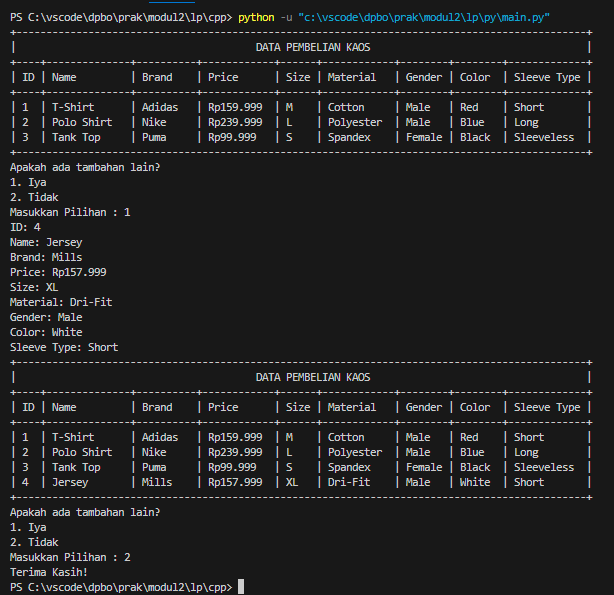 PS C:\vscode\dpbo\prak\modul2\lp\cpp> python -u "c:\vscode\dpbo\prak\modul2\lp\py\main.py"
+-----------------------------------------------------------------------------------------------+
| DATA PEMBELIAN KAOS |
+----+--------------+----------+------------+------+------------+--------+--------+-------------+
| ID | Name | Brand | Price | Size | Material | Gender | Color | Sleeve Type |
+----+--------------+----------+------------+------+------------+--------+--------+-------------+
| 1 | T-Shirt | Adidas | Rp159.999 | M | Cotton | Male | Red | Short |
| 2 | Polo Shirt | Nike | Rp239.999 | L | Polyester | Male | Blue | Long |
| 3 | Tank Top | Puma | Rp99.999 | S | Spandex | Female | Black | Sleeveless |
+-----------------------------------------------------------------------------------------------+
Apakah ada tambahan lain?
1. Iya
2. Tidak
Masukkan Pilihan : 1
ID: 4
Name: Jersey
Brand: Mills
Price: Rp157.999
Size: XL
Material: Dri-Fit
Gender: Male
Color: White
Sleeve Type: Short
+-----------------------------------------------------------------------------------------------+
| DATA PEMBELIAN KAOS |
+----+--------------+----------+------------+------+------------+--------+--------+-------------+
| ID | Name | Brand | Price | Size | Material | Gender | Color | Sleeve Type |
+----+--------------+----------+------------+------+------------+--------+--------+-------------+
| 1 | T-Shirt | Adidas | Rp159.999 | M | Cotton | Male | Red | Short |
| 2 | Polo Shirt | Nike | Rp239.999 | L | Polyester | Male | Blue | Long |
| 3 | Tank Top | Puma | Rp99.999 | S | Spandex | Female | Black | Sleeveless |
| 4 | Jersey | Mills | Rp157.999 | XL | Dri-Fit | Male | White | Short |
+-----------------------------------------------------------------------------------------------+
Apakah ada tambahan lain?
1. Iya
2. Tidak
Masukkan Pilihan : 2
Terima Kasih!
PS C:\vscode\dpbo\prak\modul2\lp\cpp>